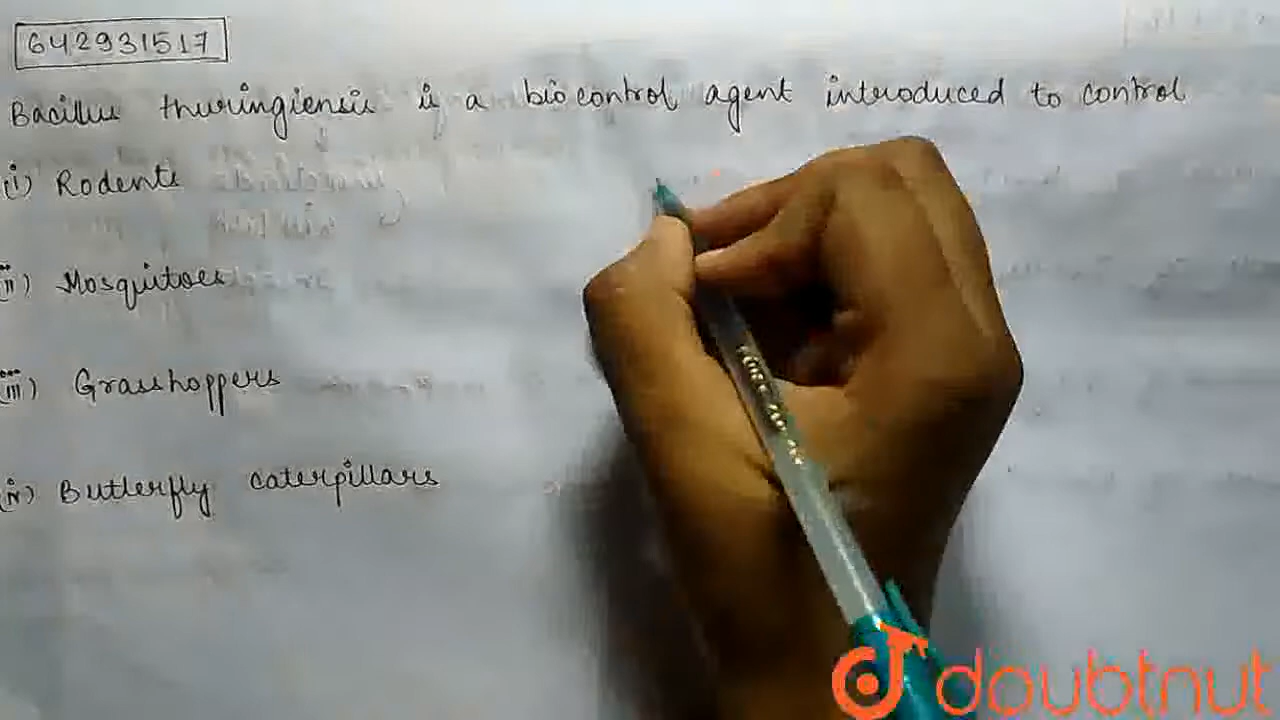 642931517
Bacillus thuringiensis is a biocontrol agent introduced to control
(i) Rodents
(ii) Mosquitoes
(iii) Grasshoppers
(iv) Butterfly caterpillars
doubtnut